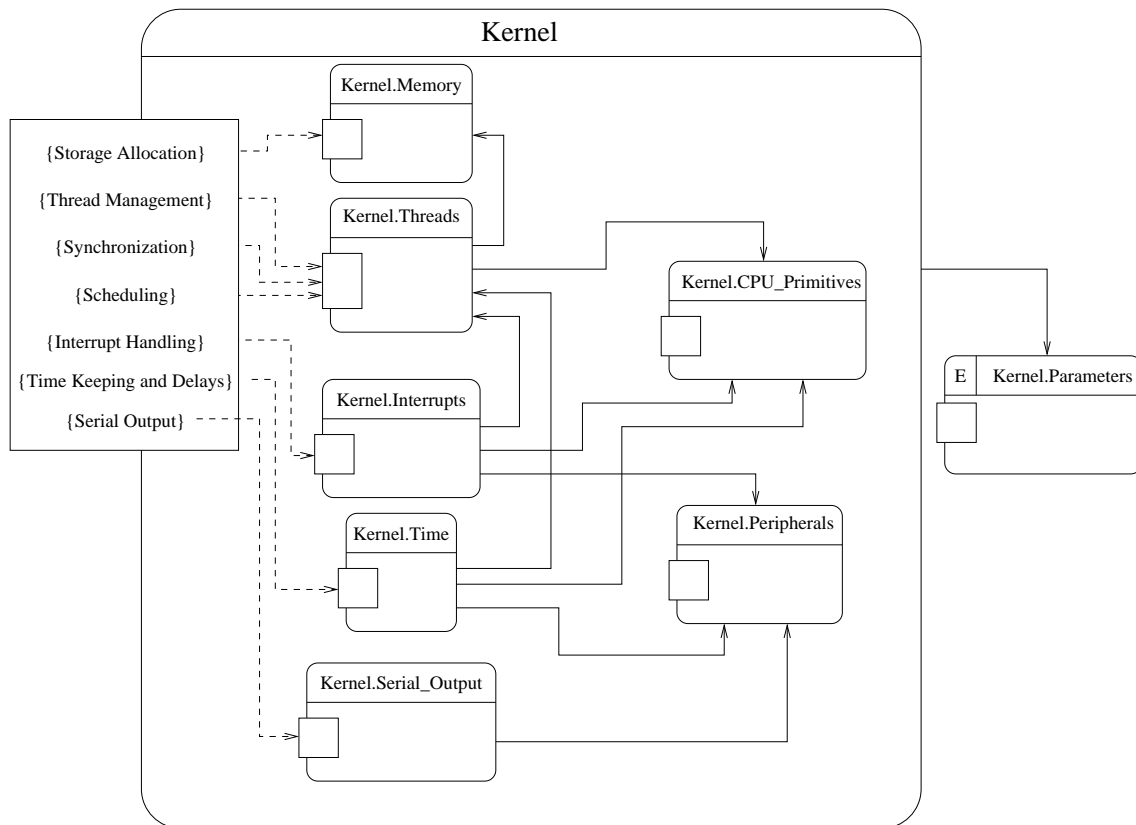 Kernel
Kernel.Memory
{Storage Allocation}
{Thread Management}
Kernel.Threads
{Synchronization}
Kernel.CPU_Primitives
{Scheduling}
{Interrupt Handling}
E Kernel.Parameters
{Time Keeping and Delays}
Kernel.Interrupts
{Serial Output}
Kernel.Peripherals
Kernel.Time
Kernel.Serial_Output